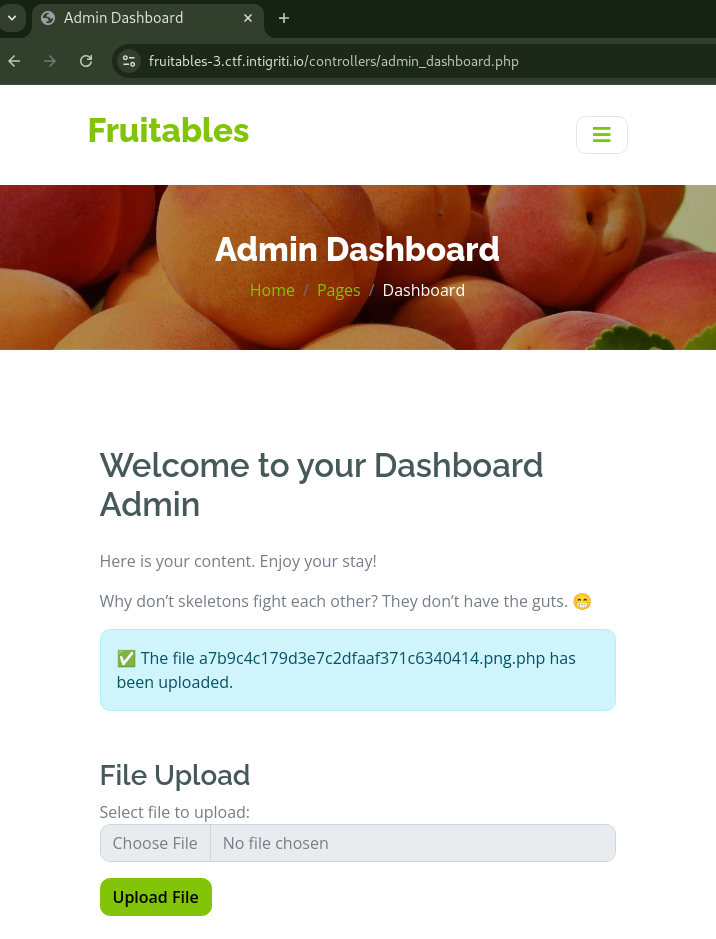 Admin Dashboard
fruitables-3.ctf.intigriti.io/controllers/admin_dashboard.php
Fruitables
Admin Dashboard
Home / Pages / Dashboard
Welcome to your Dashboard
Admin
Here is your content. Enjoy your stay!
Why don’t skeletons fight each other? They don’t have the guts. 😁
✅ The file a7b9c4c179d3e7c2dfaaf371c6340414.png.php has
been uploaded.
File Upload
Select file to upload:
Choose File No file chosen
Upload File